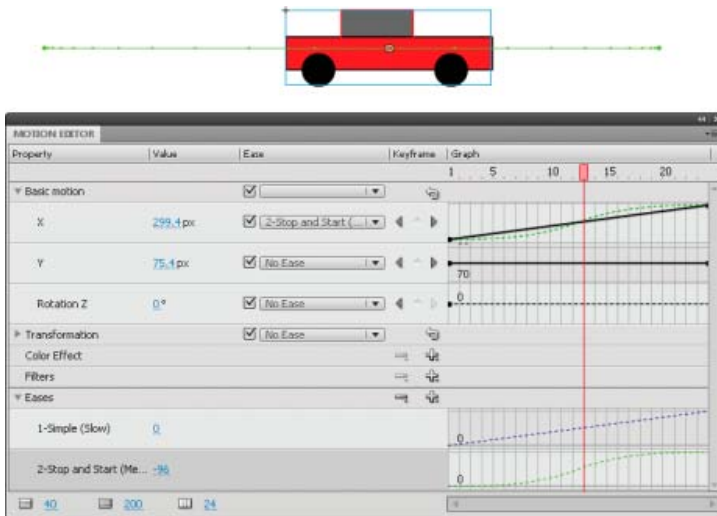 MOTION EDITOR
Property Value Ease Keyframe Graph
1 5 10 15 20
Basic motion
X 299.4 px 2-Stop and Start (...
Y 75.4 px No Ease
70
Rotation Z 0° No Ease 0
Transformation No Ease
Color Effect
Filters
Eases
1-Simple (Slow) 0 0
2-Stop and Start (Me... -96 0
40 200 24